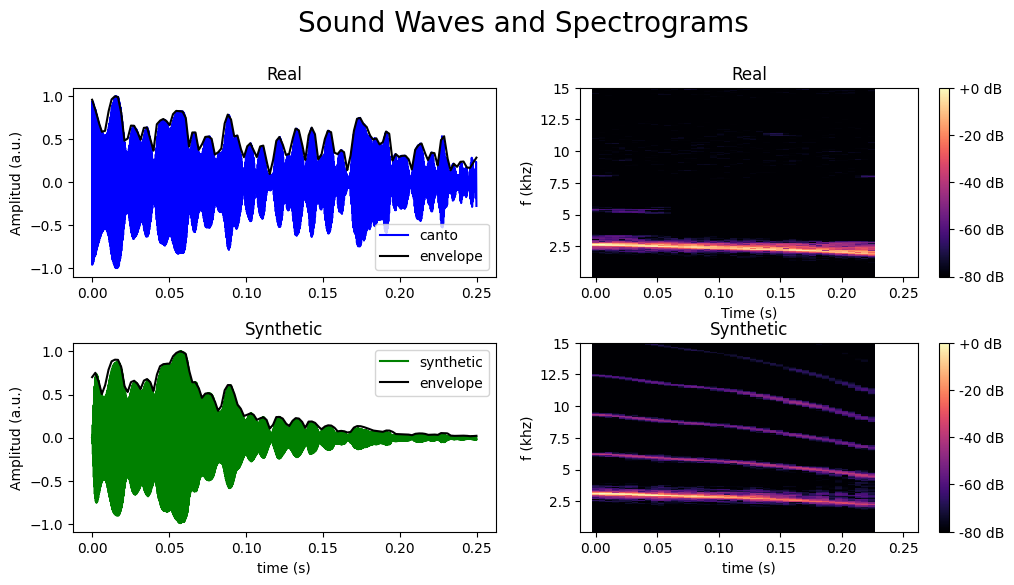 Sound Waves and Spectrograms
Real
Amplitud (a.u.)
1.0
0.5
0.0
−0.5
−1.0
canto
envelope
0.00 0.05 0.10 0.15 0.20 0.25
Real
f (khz)
15
12.5
10
7.5
5
2.5
0.00 0.05 0.10 0.15 0.20 0.25
Time (s)
+0 dB
-20 dB
-40 dB
-60 dB
-80 dB
Synthetic
Amplitud (a.u.)
1.0
0.5
0.0
−0.5
−1.0
synthetic
envelope
0.00 0.05 0.10 0.15 0.20 0.25
time (s)
Synthetic
f (khz)
15
12.5
10
7.5
5
2.5
0.00 0.05 0.10 0.15 0.20 0.25
time (s)
+0 dB
-20 dB
-40 dB
-60 dB
-80 dB